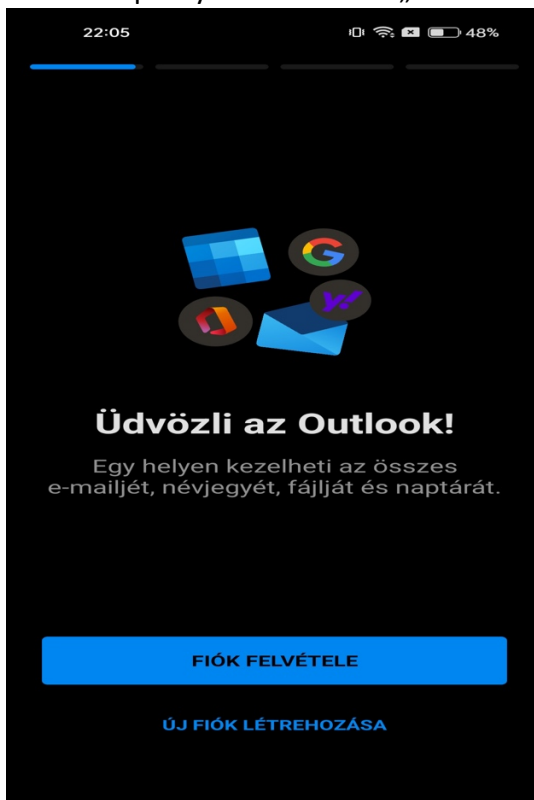 22:05 48%
G
y!
Üdvözli az Outlook!
Egy helyen kezelheti az összes
e-mailjét, névjegyét, fájlját és naptárát.
FIÓK FELVÉTELE
ÚJ FIÓK LÉTREHOZÁSA